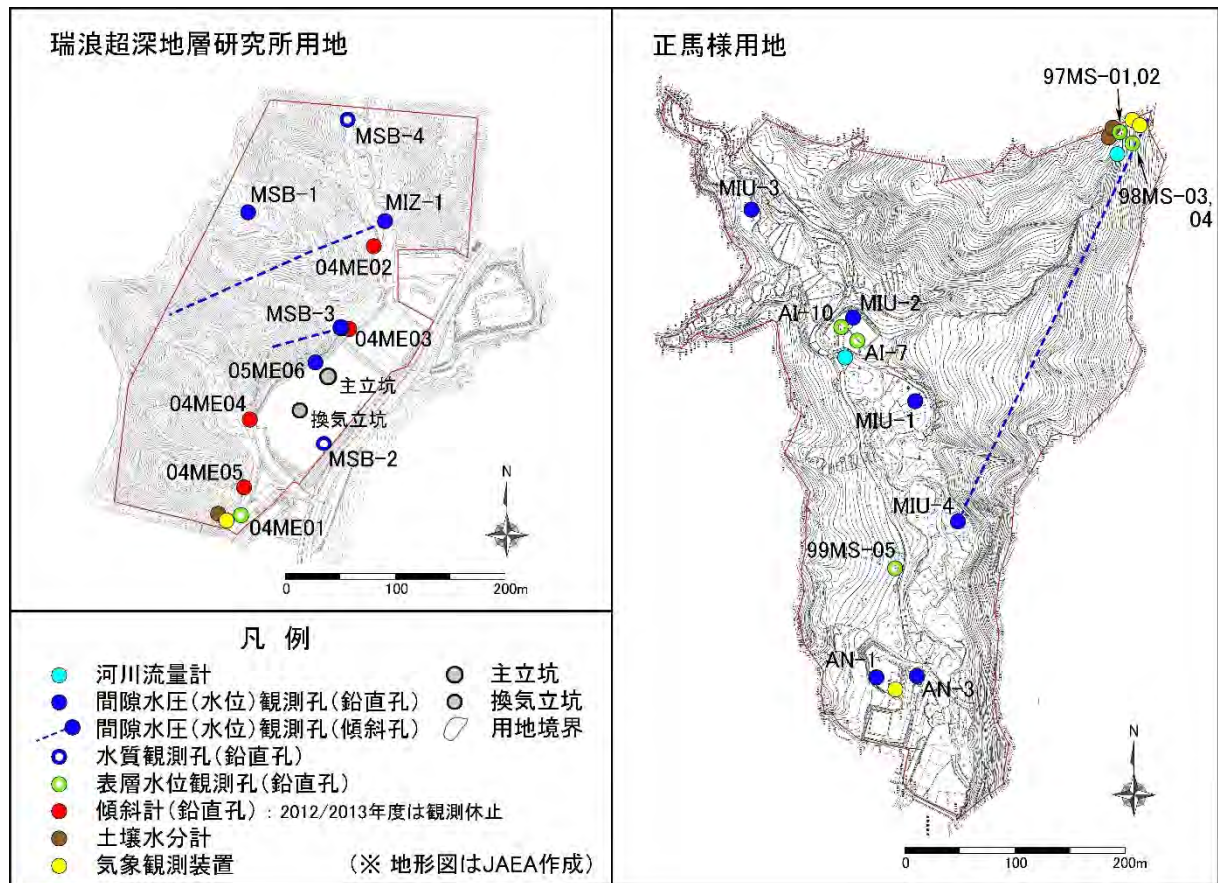 瑞浪超深地層研究所用地
MSB-4
MSB-1
MIZ-1
04ME02
MSB-3
04ME03
05ME06
主立坑
04ME04
換気立坑
MSB-2
04ME05
04ME01
N
0 100 200m
正馬様用地
97MS-01,02
MIU-3
98MS-03,
04
MIU-2
AI-10
AI-7
MIU-1
MIU-4
99MS-05
AN-1
AN-3
N
0 100 200m
凡 例
河川流量計
間隙水圧(水位)観測孔(鉛直孔)
間隙水圧(水位)観測孔(傾斜孔)
水質観測孔(鉛直孔)
表層水位観測孔(鉛直孔)
傾斜計(鉛直孔) : 2012/2013年度は観測休止
土壌水分計
気象観測装置
主立坑
換気立坑
用地境界
(※ 地形図はJAEA作成)